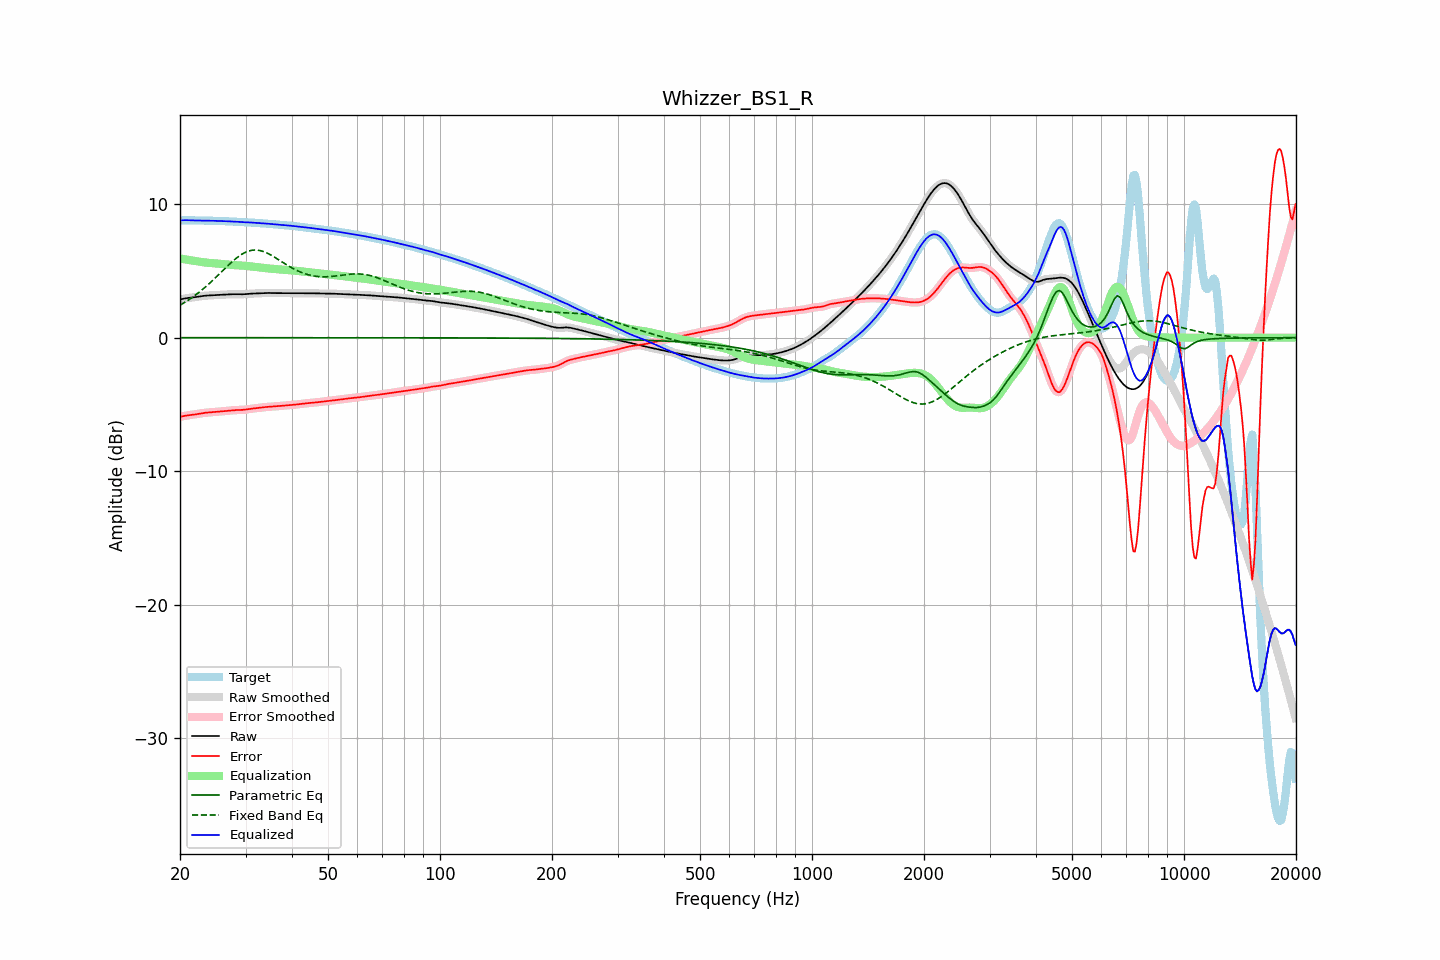 Whizzer_BS1_R
10
0
−10
−20
−30
Amplitude (dBr)
Target
Raw Smoothed
Error Smoothed
Raw
Error
Equalization
Parametric Eq
Fixed Band Eq
Equalized
20 50 100 200 500 1000 2000 5000 10000 20000
Frequency (Hz)